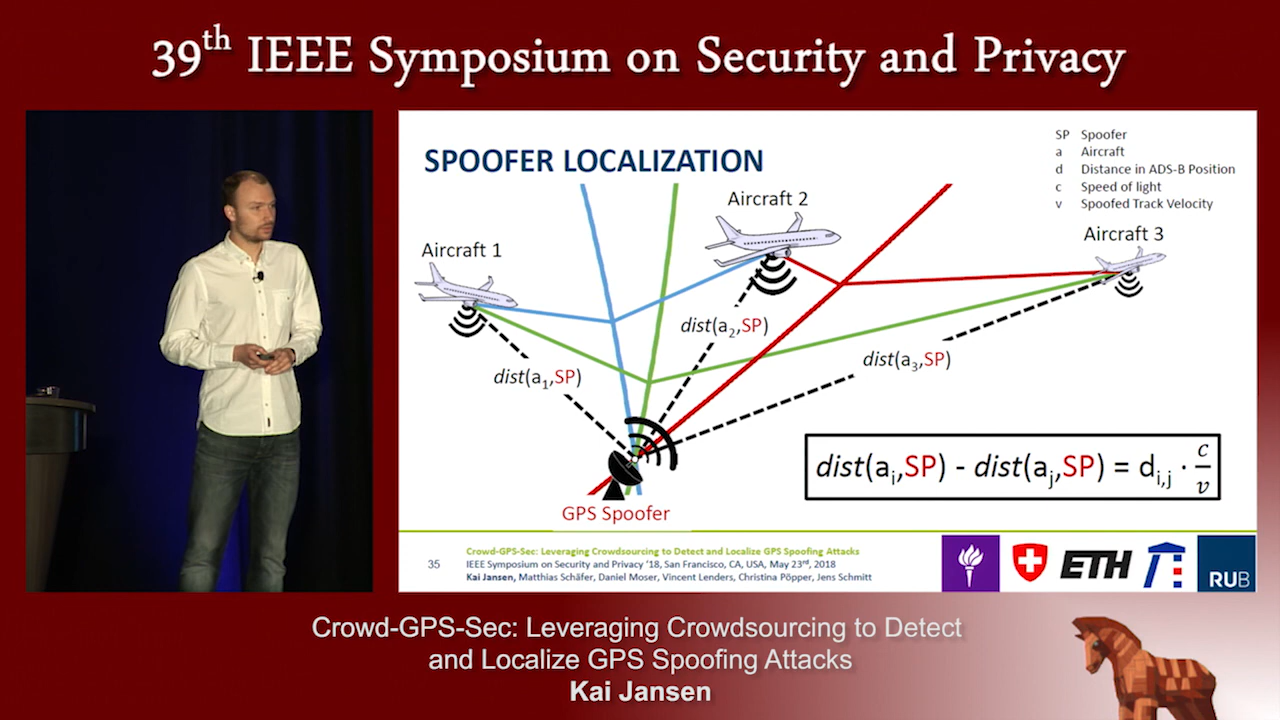 39th IEEE Symposium on Security and Privacy
SPOOFER LOCALIZATION
SP Spoofer
a Aircraft
d Distance in ADS-B Position
c Speed of light
v Spoofed Track Velocity
Aircraft 1
Aircraft 2
Aircraft 3
dist(a1,SP)
dist(a2,SP)
dist(a3,SP)
GPS Spoofer
dist(ai,SP) - dist(aj,SP) = di,j · c/v
35
Crowd-GPS-Sec: Leveraging Crowdsourcing to Detect and Localize GPS Spoofing Attacks
IEEE Symposium on Security and Privacy '18, San Francisco, CA, USA, May 23rd, 2018
Kai Jansen, Matthias Schäfer, Daniel Moser, Vincent Lenders, Christina Pöpper, Jens Schmitt
ETH
RUB
Crowd-GPS-Sec: Leveraging Crowdsourcing to Detect
and Localize GPS Spoofing Attacks
Kai Jansen